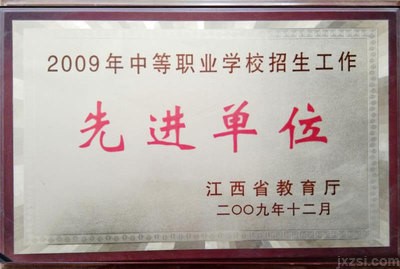 2009年中等职业学校招生工作
先进单位
江西省教育厅
二〇〇九年十二月
jxzsi.com